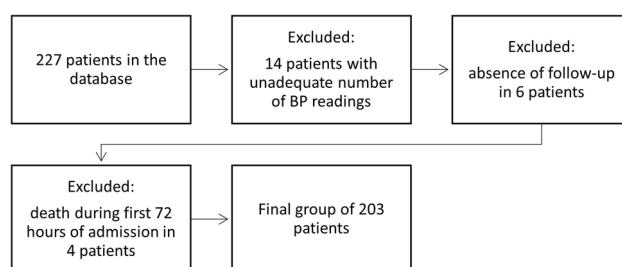 227 patients in the
database
Excluded:
14 patients with
unadequate number
of BP readings
Excluded:
absence of follow-up
in 6 patients
Excluded:
death during first 72
hours of admission in
4 patients
Final group of 203
patients